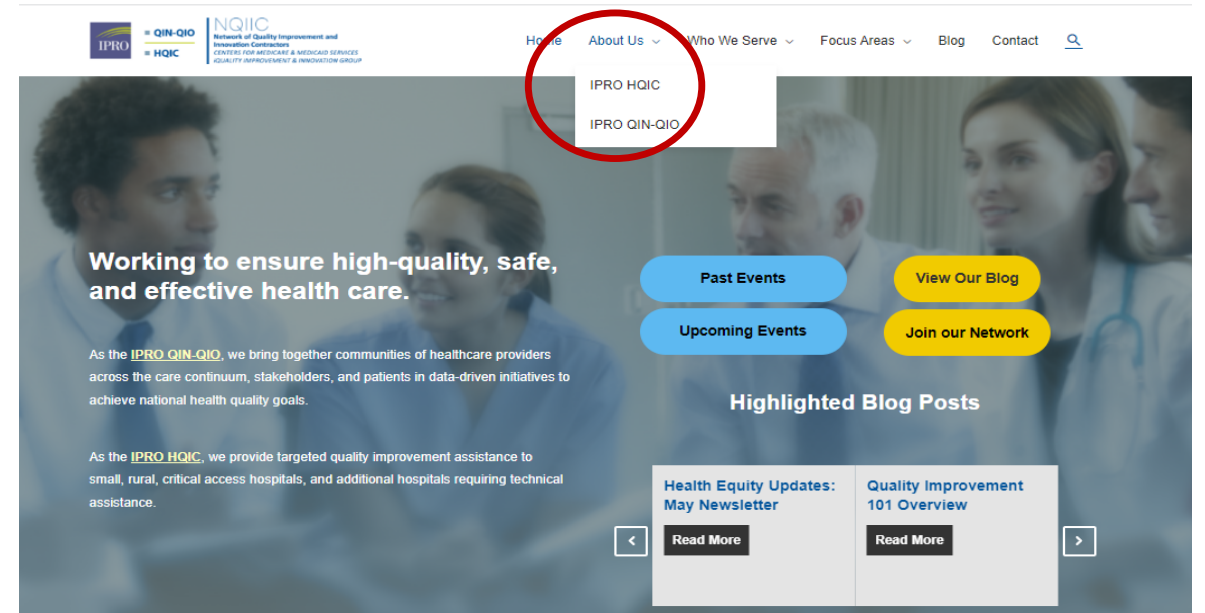 IPRO
= QIN-QIO
= HQIC
NQIIC
Network of Quality Improvement and
Innovation Contractors
CENTERS FOR MEDICARE & MEDICAID SERVICES
iQUALITY IMPROVEMENT & INNOVATION GROUP
Home About Us Who We Serve Focus Areas Blog Contact
IPRO HQIC
IPRO QIN-QIO
Working to ensure high-quality, safe,
and effective health care.
As the IPRO QIN-QIO, we bring together communities of healthcare providers
across the care continuum, stakeholders, and patients in data-driven initiatives to
achieve national health quality goals.
As the IPRO HQIC, we provide targeted quality improvement assistance to
small, rural, critical access hospitals, and additional hospitals requiring technical
assistance.
Past Events
View Our Blog
Upcoming Events
Join our Network
Highlighted Blog Posts
Health Equity Updates:
May Newsletter
Read More
Quality Improvement
101 Overview
Read More